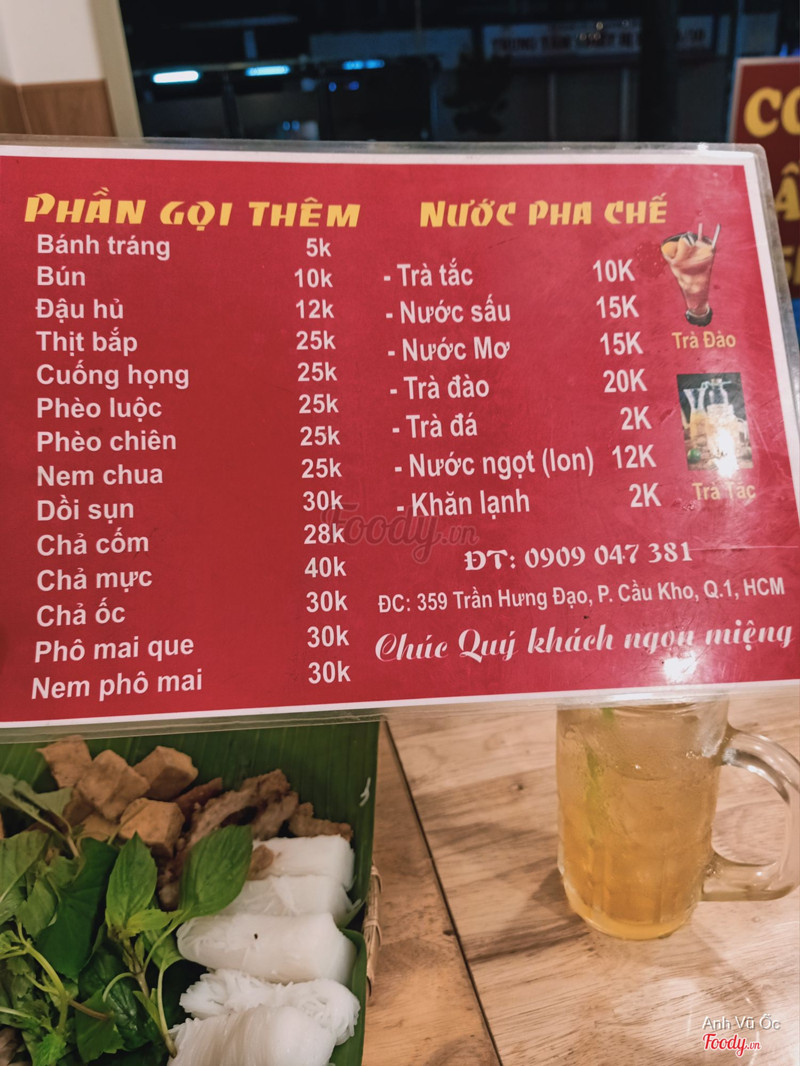 PHẦN GỌI THÊM
Bánh tráng 5k
Bún 10k
Đậu hủ 12k
Thịt bắp 25k
Cuống họng 25k
Phèo luộc 25k
Phèo chiên 25k
Nem chua 25k
Dồi sụn 30k
Chả cốm 28k
Chả mực 40k
Chả ốc 30k
Phô mai que 30k
Nem phô mai 30k
NƯỚC PHA CHẾ
- Trà tắc 10K
- Nước sấu 15K
- Nước Mơ 15K
- Trà đào 20K
- Trà đá 2K
- Nước ngọt (lon) 12K
- Khăn lạnh 2K
Trà Đào
Trà Tắc
ĐT: 0909 047 381
ĐC: 359 Trần Hưng Đạo, P. Cầu Kho, Q.1, HCM
Chúc Quý khách ngon miệng
Foody.vn
Anh Vũ Ốc
Foody.vn